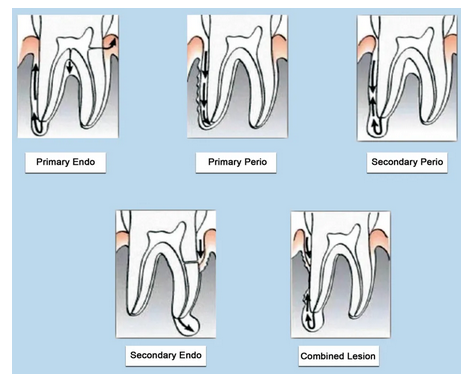 Primary Endo
Primary Perio
Secondary Perio
Secondary Endo
Combined Lesion